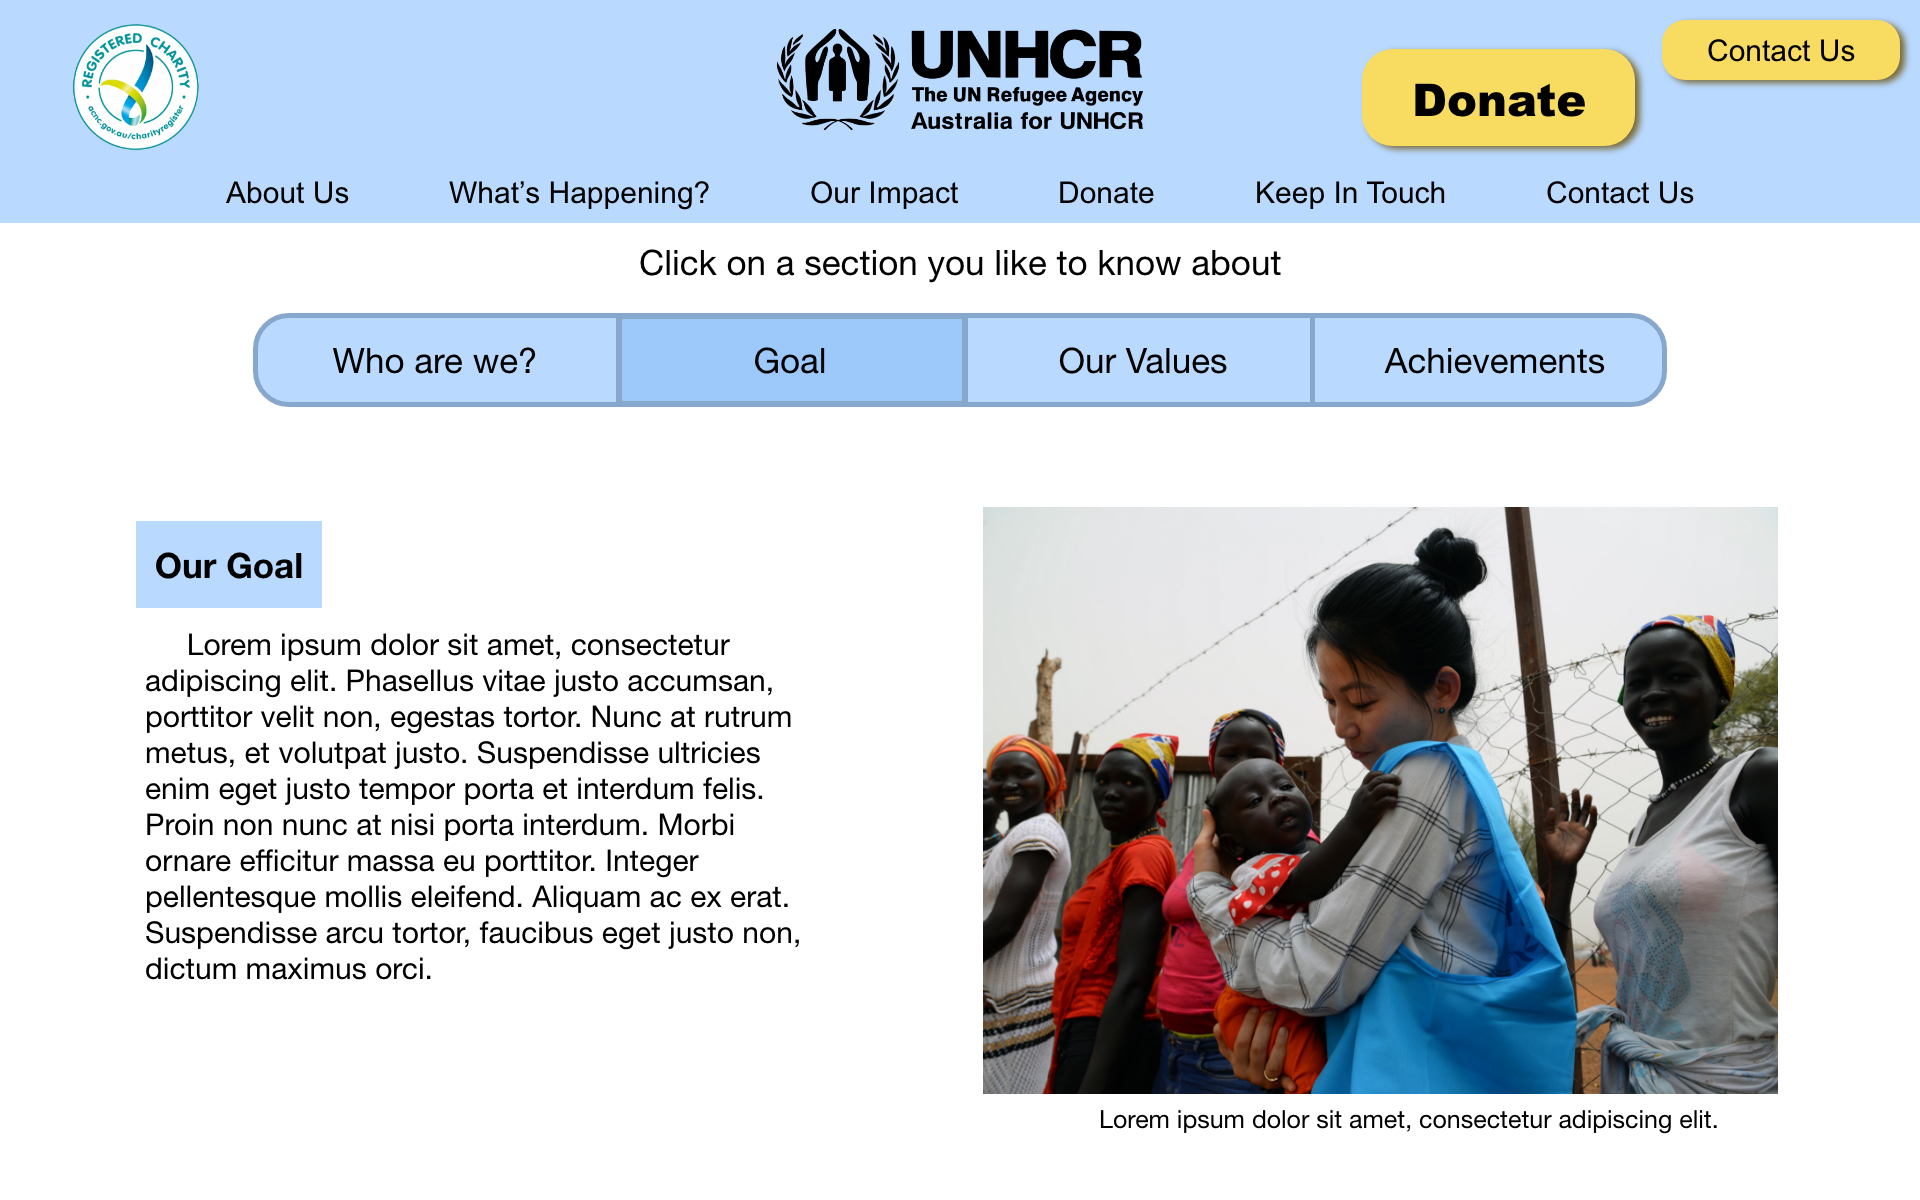 REGISTERED CHARITY
acnc.gov.au/charityregister
UNHCR
The UN Refugee Agency
Australia for UNHCR
Donate
Contact Us
About Us
What’s Happening?
Our Impact
Donate
Keep In Touch
Contact Us
Click on a section you like to know about
Who are we?
Goal
Our Values
Achievements
Our Goal
Lorem ipsum dolor sit amet, consectetur
adipiscing elit. Phasellus vitae justo accumsan,
porttitor velit non, egestas tortor. Nunc at rutrum
metus, et volutpat justo. Suspendisse ultricies
enim eget justo tempor porta et interdum felis.
Proin non nunc at nisi porta interdum. Morbi
ornare efficitur massa eu porttitor. Integer
pellentesque mollis eleifend. Aliquam ac ex erat.
Suspendisse arcu tortor, faucibus eget justo non,
dictum maximus orci.
Lorem ipsum dolor sit amet, consectetur adipiscing elit.